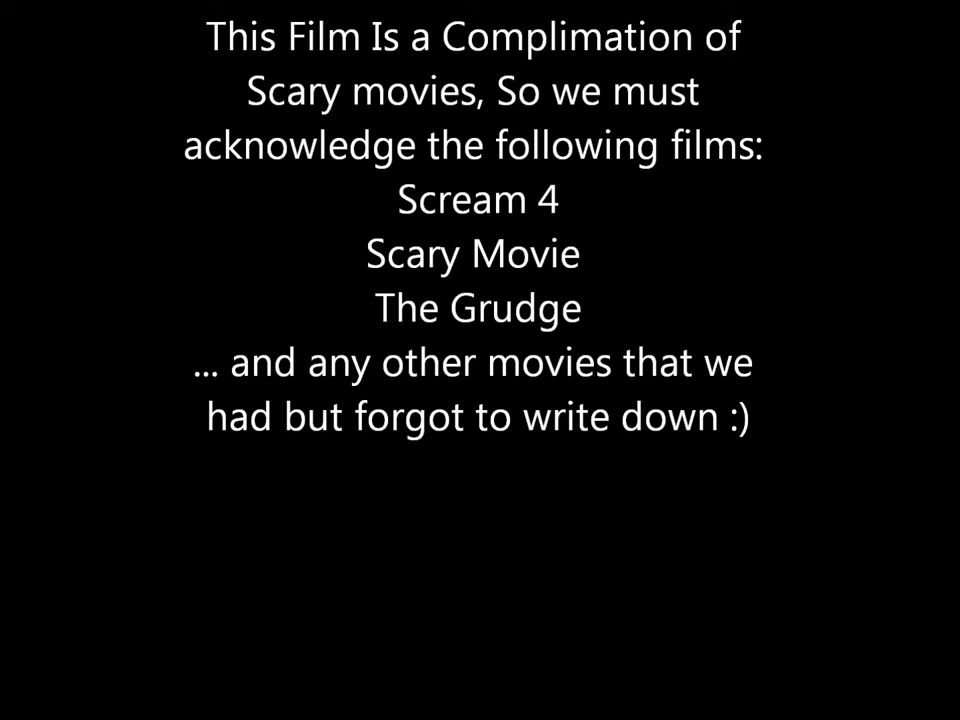 This Film Is a Complimation of
Scary movies, So we must
acknowledge the following films:
Scream 4
Scary Movie
The Grudge
... and any other movies that we
had but forgot to write down :)